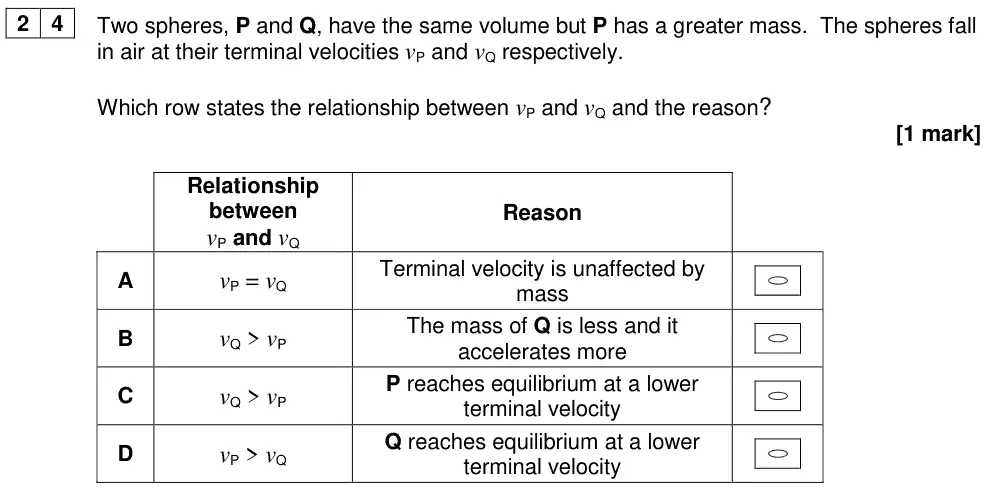 2 4 Two spheres, P and Q, have the same volume but P has a greater mass. The spheres fall
in air at their terminal velocities vP and vQ respectively.
Which row states the relationship between vP and vQ and the reason?
[1 mark]
Relationship
between
vP and vQ
Reason
A
vP = vQ
Terminal velocity is unaffected by
mass
B
vQ > vP
The mass of Q is less and it
accelerates more
C
vQ > vP
P reaches equilibrium at a lower
terminal velocity
D
vP > vQ
Q reaches equilibrium at a lower
terminal velocity